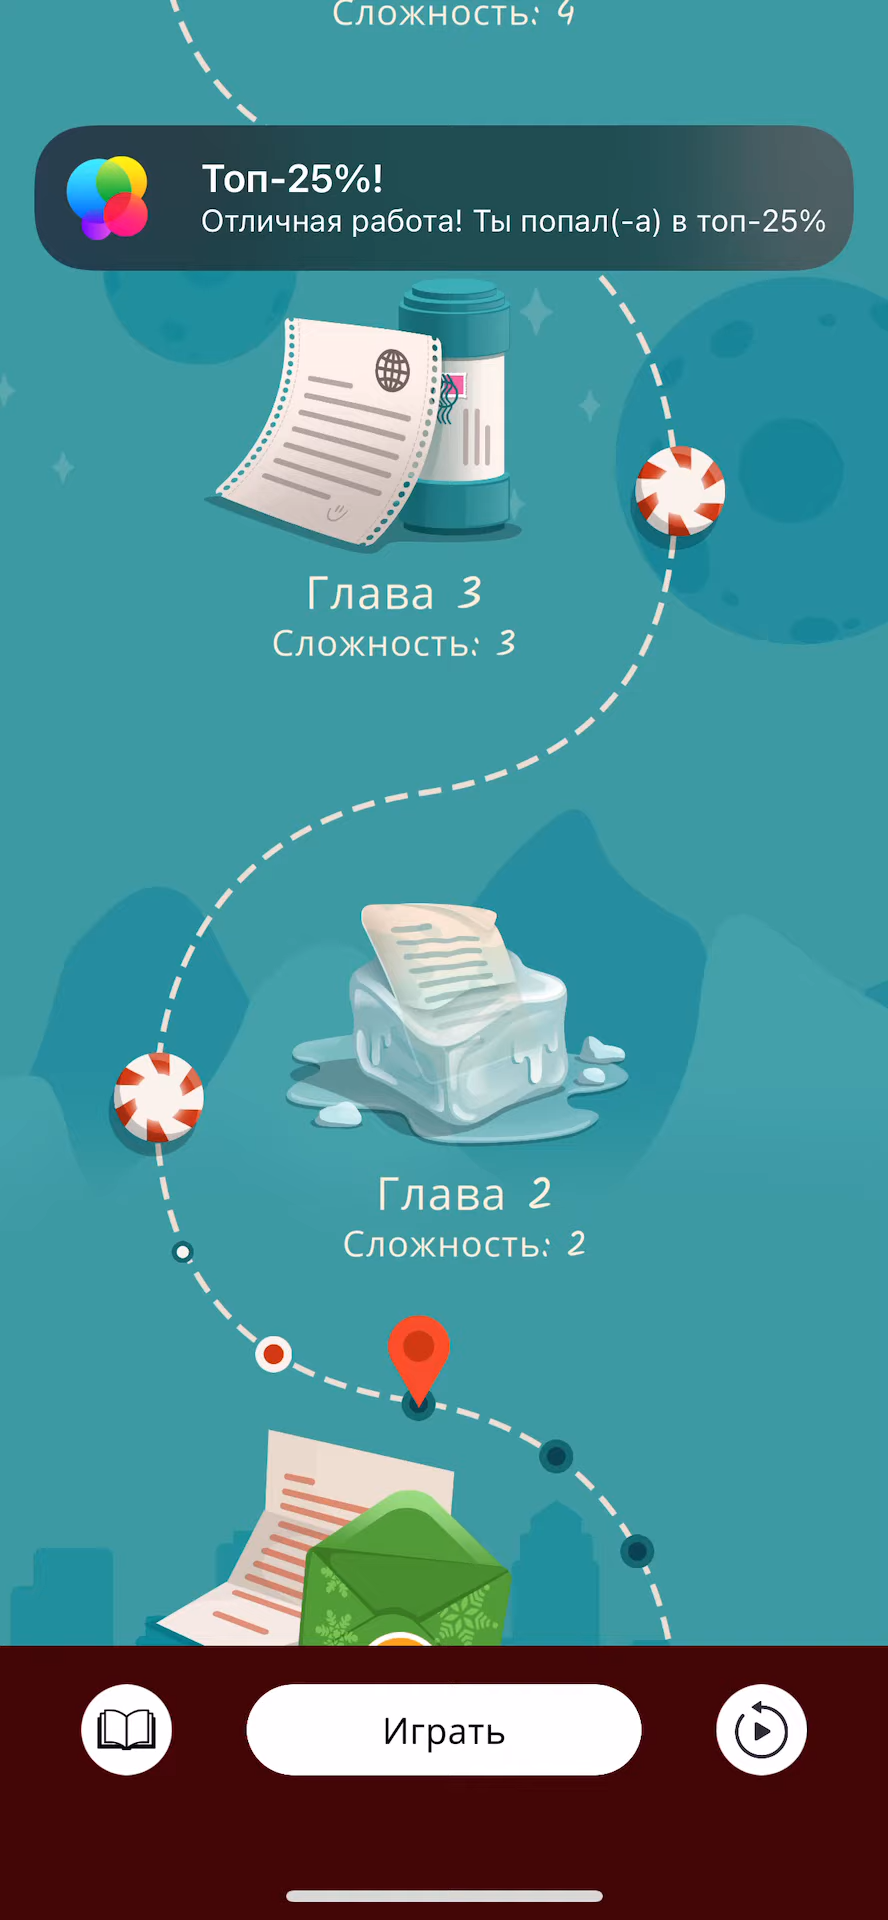 Сложность: 4
Топ-25%!
Отличная работа! Ты попал(-а) в топ-25%
Глава 3
Сложность: 3
Глава 2
Сложность: 2
Играть